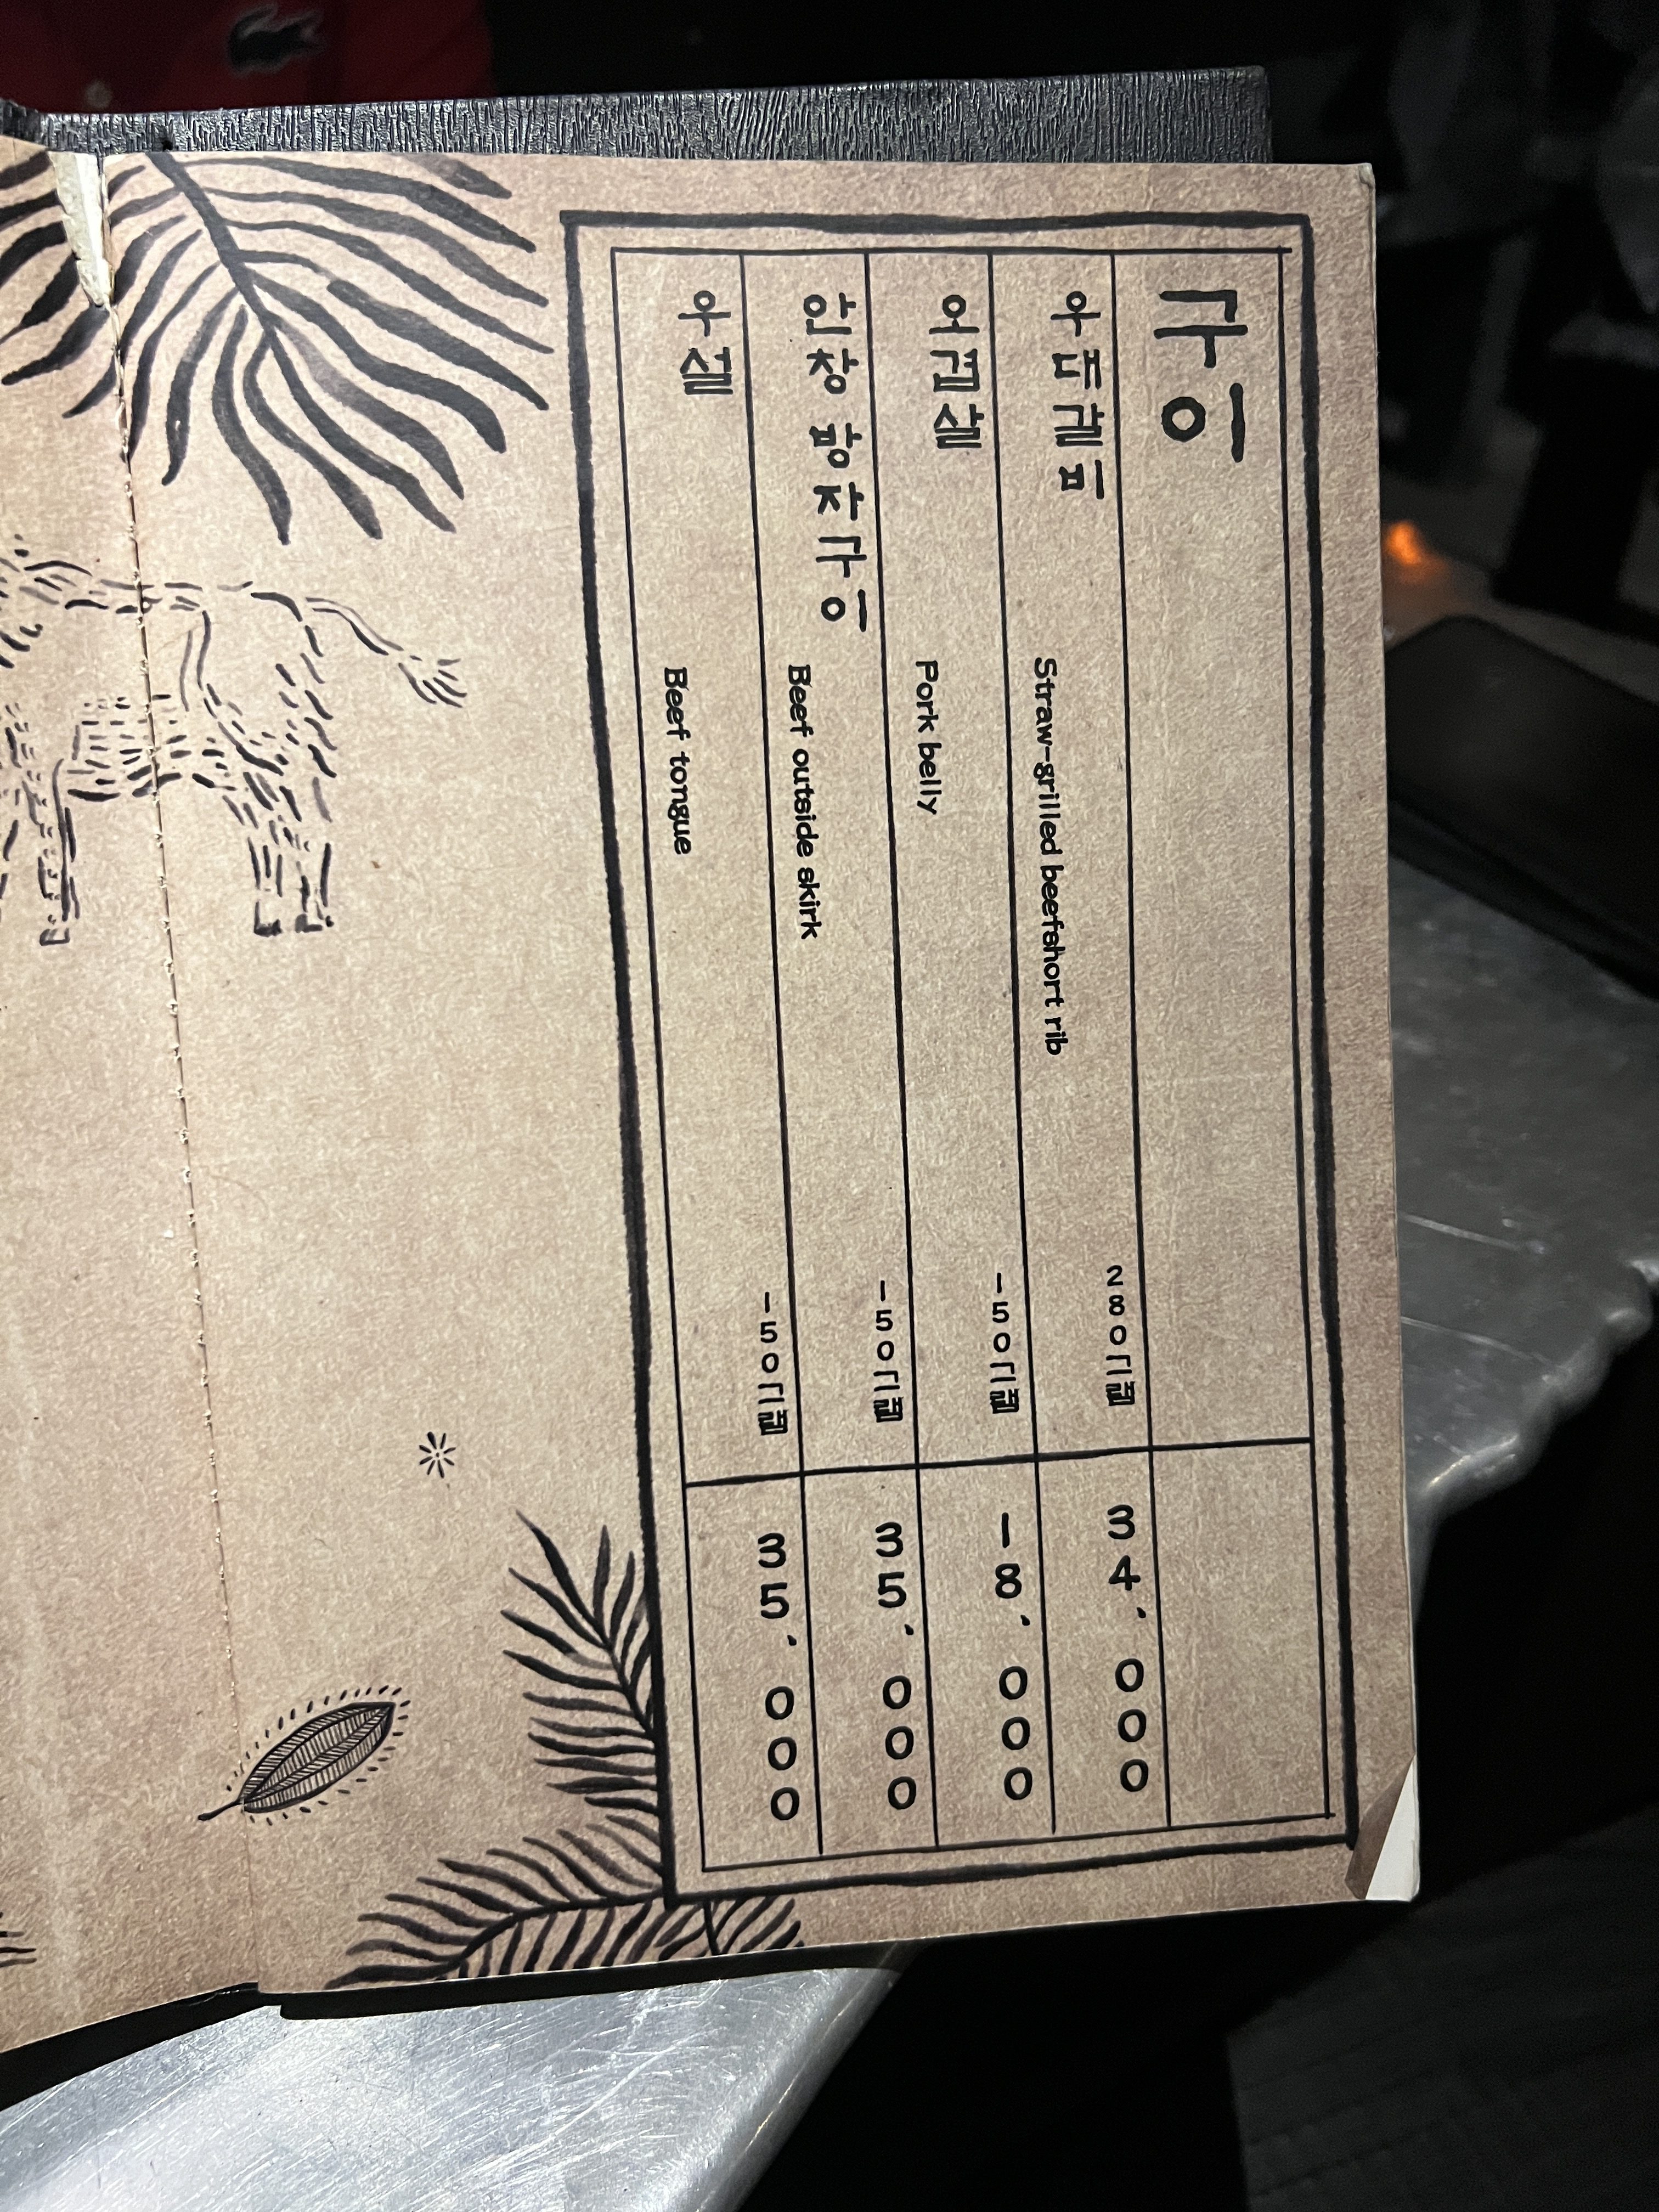 구이
우대갈비 Straw-grilled beefshort rib 280그램 34.000
오겹살 Pork belly 150그램 18.000
안창 방자구이 Beef outside skirk 150그램 35.000
우설 Beef tongue 150그램 35.000